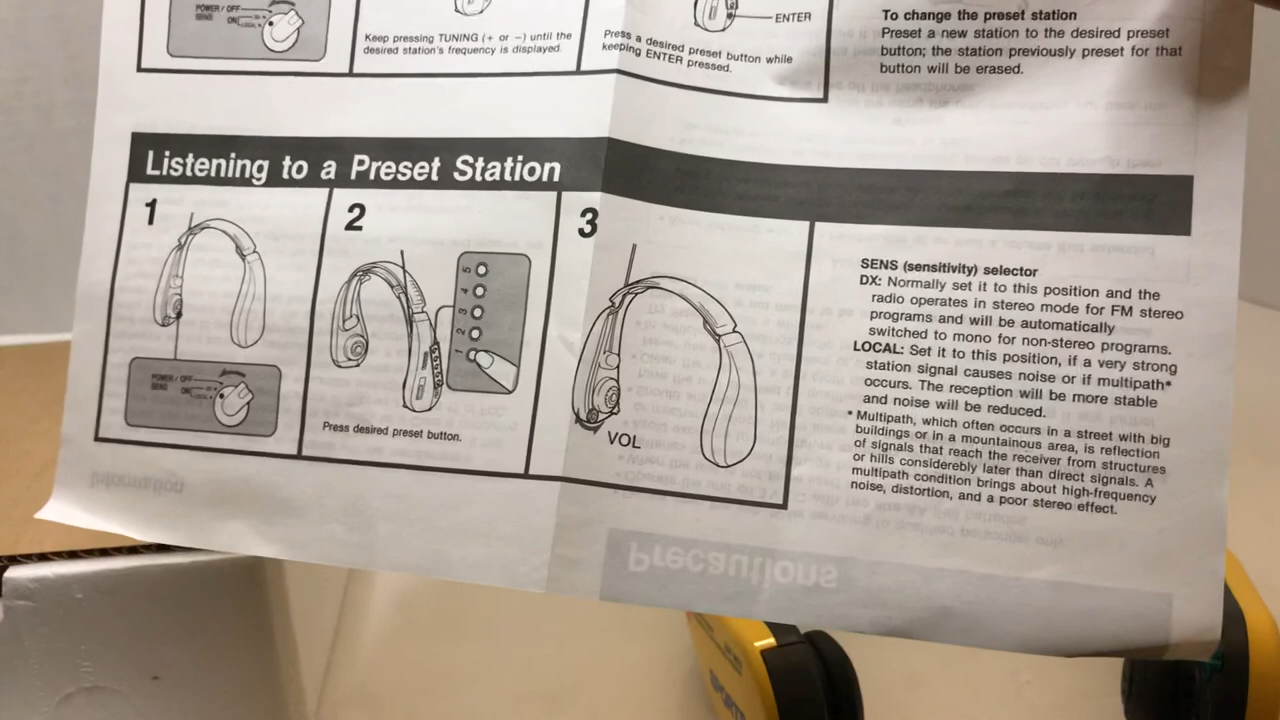 POWER / OFF
SENS ON
LOCAL
Keep pressing TUNING (+ or −) until the
desired station's frequency is displayed.
ENTER
Press a desired preset button while
keeping ENTER pressed.
To change the preset station
Preset a new station to the desired preset
button; the station previously preset for that
button will be erased.
Listening to a Preset Station
1
POWER / OFF
SENS ON
LOCAL
2
5
4
3
2
1
Press desired preset button.
3
VOL
SENS (sensitivity) selector
DX: Normally set it to this position and the
radio operates in stereo mode for FM stereo
programs and will be automatically
switched to mono for non-stereo programs.
LOCAL: Set it to this position, if a very strong
station signal causes noise or if multipath*
occurs. The reception will be more stable
and noise will be reduced.
* Multipath, which often occurs in a street with big
buildings or in a mountainous area, is reflection
of signals that reach the receiver from structures
or hills considerebly later than direct signals. A
multipath condition brings about high-frequency
noise, distortion, and a poor stereo effect.
Information
Precautions